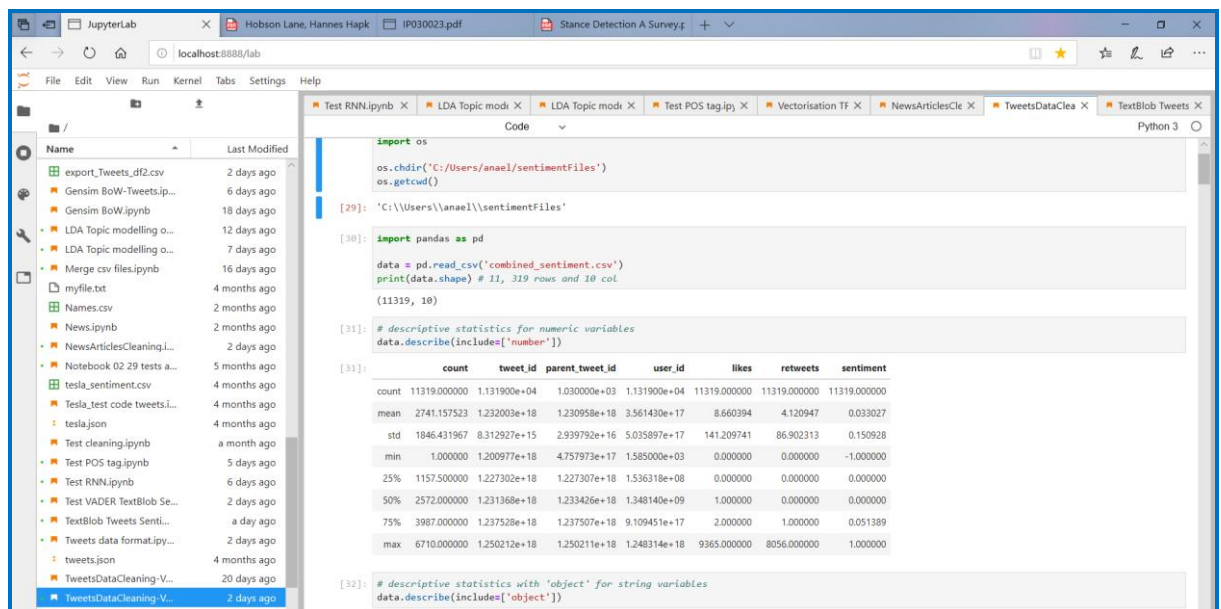 JupyterLab
Hobson Lane, Hannes Hapk
IP030023.pdf
Stance Detection A Survey.p
localhost:8888/lab
File Edit View Run Kernel Tabs Settings Help
Test RNN.ipynb
LDA Topic mode
LDA Topic mode
Test POS tag.ipy
Vectorisation TF
NewsArticlesCle
TweetsDataClea
TextBlob Tweets
Code
Python 3
/
Name Last Modified
export_Tweets_df2.csv 2 days ago
Gensim BoW-Tweets.ip... 6 days ago
Gensim BoW.ipynb 18 days ago
LDA Topic modelling o... 12 days ago
LDA Topic modelling o... 7 days ago
Merge csv files.ipynb 16 days ago
myfile.txt 4 months ago
Names.csv 2 months ago
News.ipynb 2 months ago
NewsArticlesCleaning.i... 2 days ago
Notebook 02 29 tests a... 5 months ago
tesla_sentiment.csv 4 months ago
Tesla_test code tweets.i... 4 months ago
tesla.json 4 months ago
Test cleaning.ipynb a month ago
Test POS tag.ipynb 5 days ago
Test RNN.ipynb 6 days ago
Test VADER TextBlob Se... 2 days ago
TextBlob Tweets Senti... a day ago
Tweets data format.ipy... 2 days ago
tweets.json 4 months ago
TweetsDataCleaning-V... 20 days ago
TweetsDataCleaning-V... 2 days ago
import os
os.chdir('C:/Users/anael/sentimentFiles')
os.getcwd()
[29]: 'C:\\Users\\anael\\sentimentFiles'
[30]: import pandas as pd
data = pd.read_csv('combined_sentiment.csv')
print(data.shape) # 11, 319 rows and 10 col
(11319, 10)
[31]: # descriptive statistics for numeric variables
data.describe(include=['number'])
[31]: count tweet_id parent_tweet_id user_id likes retweets sentiment
count 11319.000000 1.131900e+04 1.030000e+03 1.131900e+04 11319.000000 11319.000000 11319.000000
mean 2741.157523 1.232003e+18 1.230958e+18 3.561430e+17 8.660394 4.120947 0.033027
std 1846.431967 8.312927e+15 2.939792e+16 5.035897e+17 141.209741 86.902313 0.150928
min 1.000000 1.200977e+18 4.757973e+17 1.585000e+03 0.000000 0.000000 -1.000000
25% 1157.500000 1.227302e+18 1.227307e+18 1.536318e+08 0.000000 0.000000 0.000000
50% 2572.000000 1.231368e+18 1.233426e+18 1.348140e+09 1.000000 0.000000 0.000000
75% 3987.000000 1.237528e+18 1.237507e+18 9.109451e+17 2.000000 1.000000 0.051389
max 6710.000000 1.250212e+18 1.250211e+18 1.248314e+18 9365.000000 8056.000000 1.000000
[32]: # descriptive statistics with 'object' for string variables
data.describe(include=['object'])